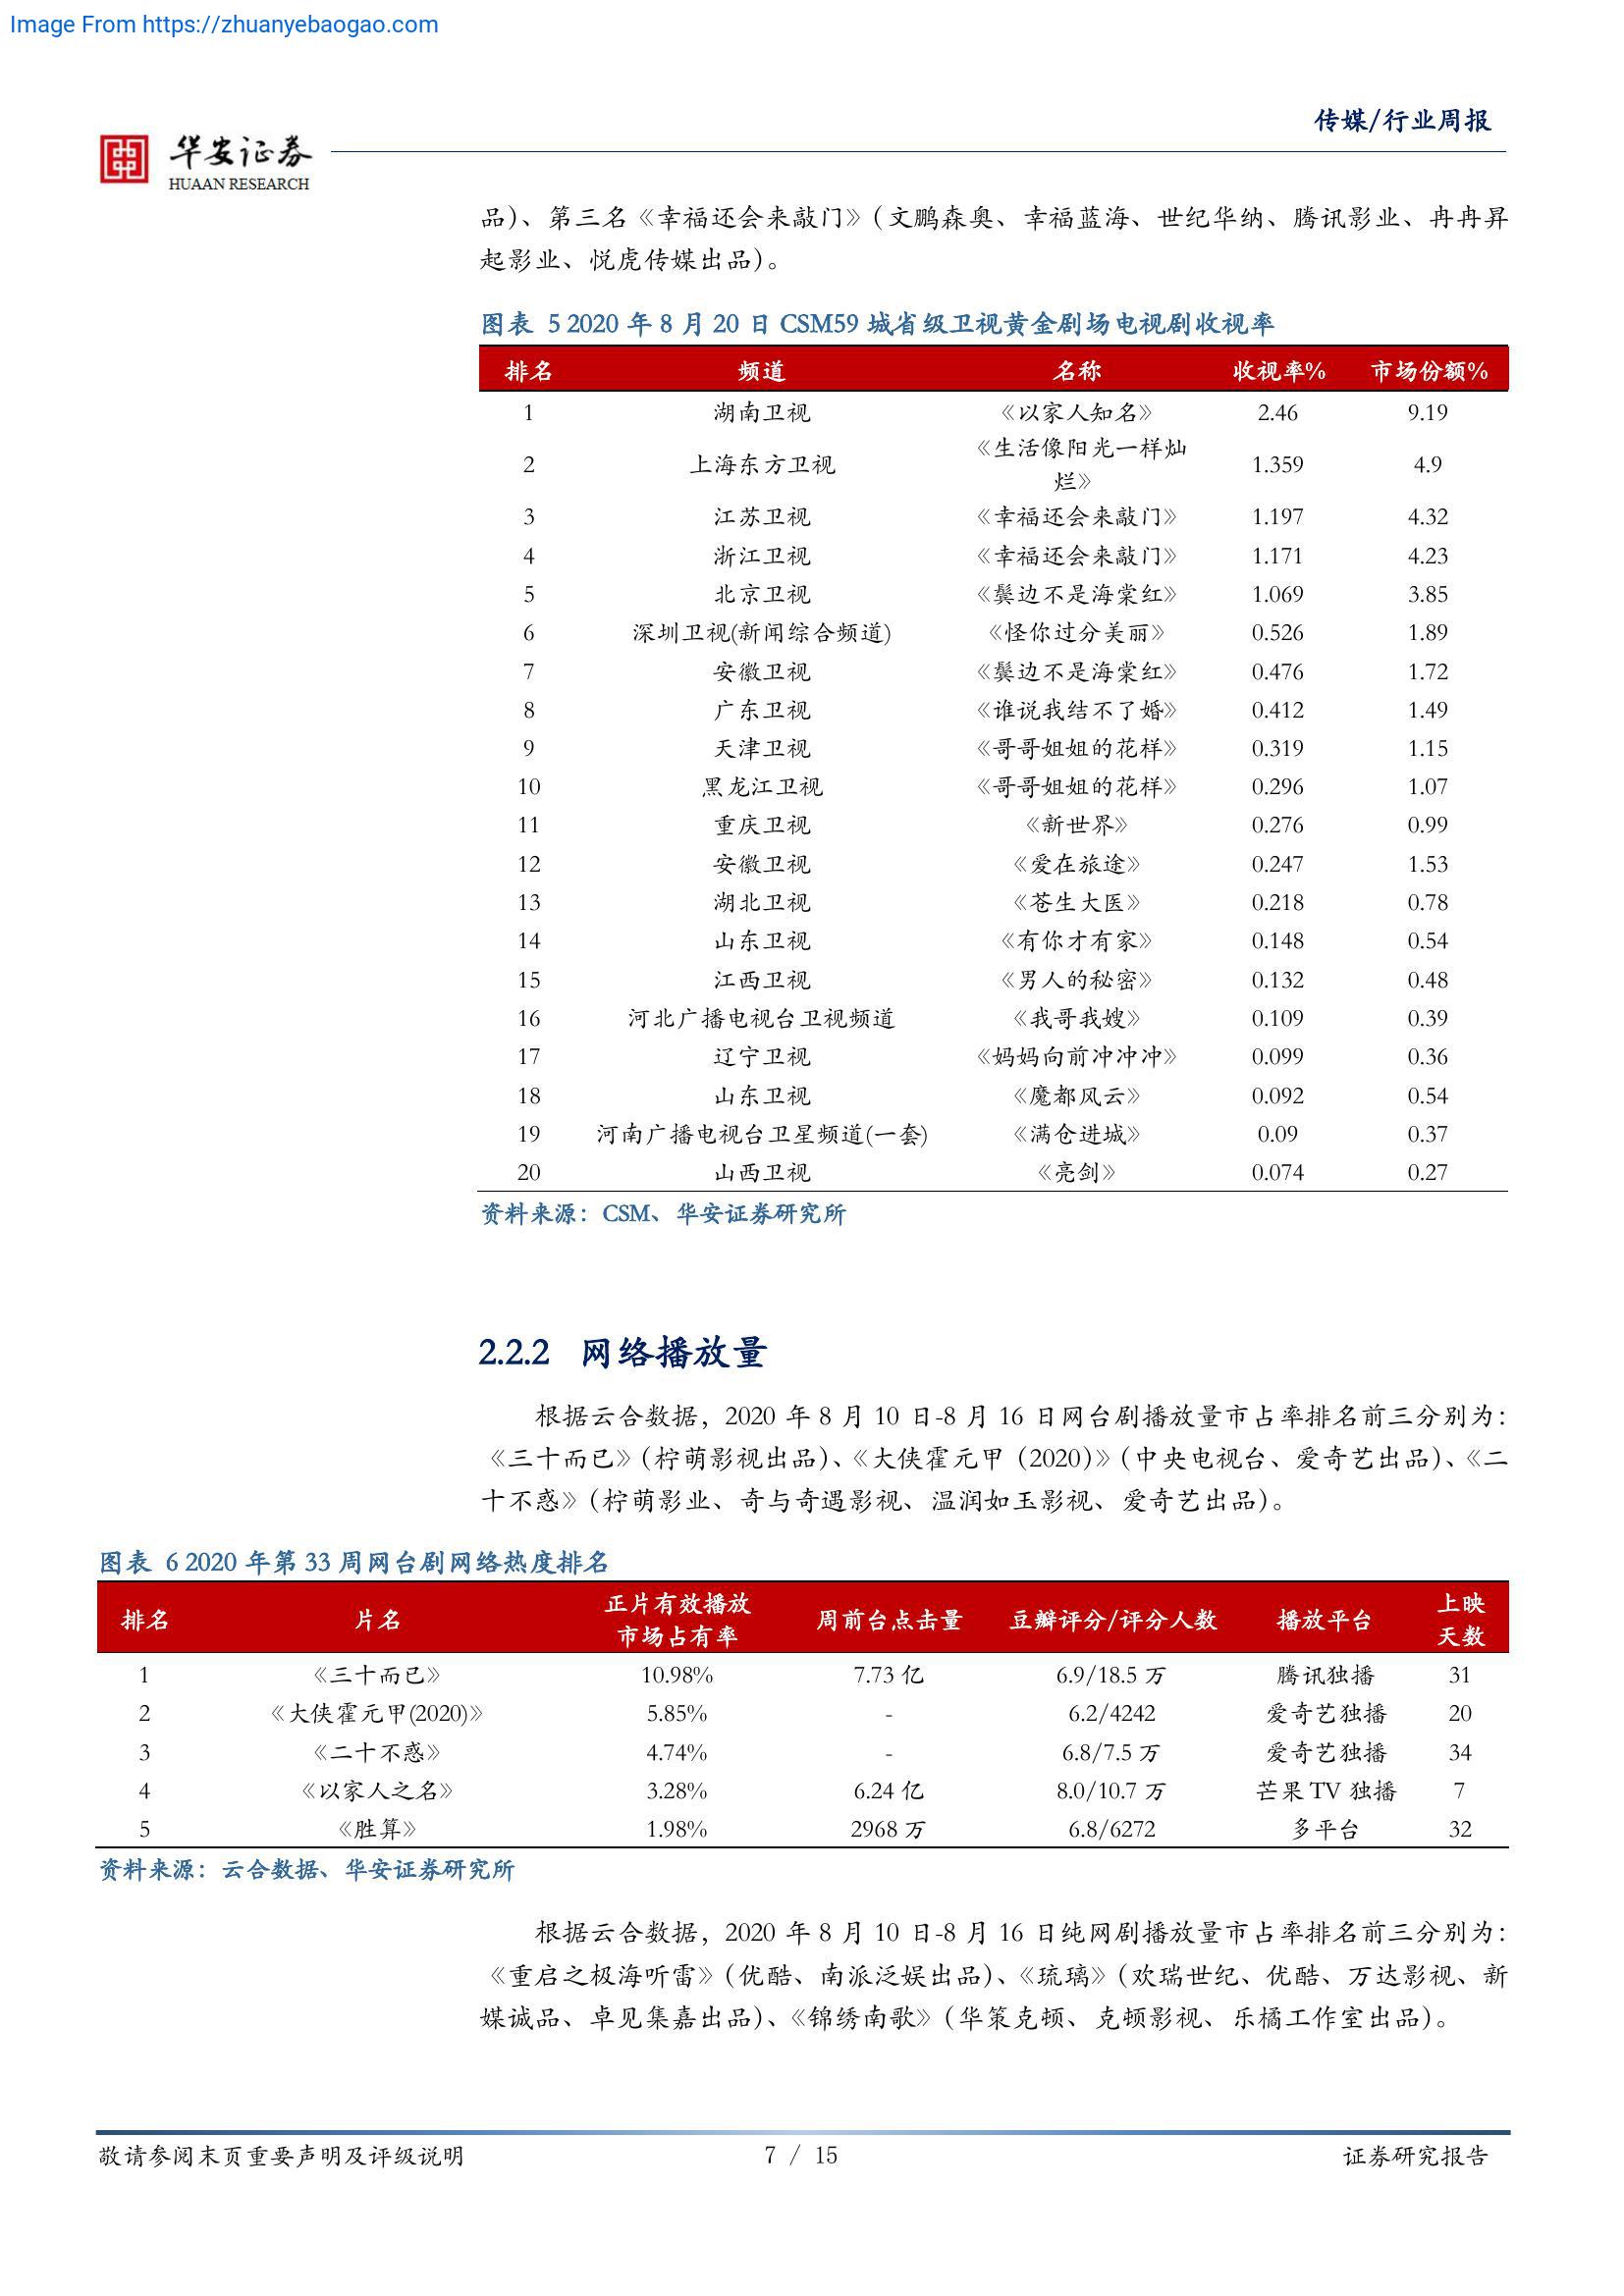 Image From https://zhuanyebaogao.com
传媒/行业周报
华安证券
HUAAN RESEARCH
品）、第三名《幸福还会来敲门》（文鹏森奥、幸福蓝海、世纪华纳、腾讯影业、冉冉昇
起影业、悦虎传媒出品）。
图表 5 2020 年 8 月 20 日 CSM59 城省级卫视黄金剧场电视剧收视率
排名 频道 名称 收视率% 市场份额%
1 湖南卫视 《以家人知名》 2.46 9.19
2 上海东方卫视 《生活像阳光一样灿
烂》 1.359 4.9
3 江苏卫视 《幸福还会来敲门》 1.197 4.32
4 浙江卫视 《幸福还会来敲门》 1.171 4.23
5 北京卫视 《鬓边不是海棠红》 1.069 3.85
6 深圳卫视(新闻综合频道) 《怪你过分美丽》 0.526 1.89
7 安徽卫视 《鬓边不是海棠红》 0.476 1.72
8 广东卫视 《谁说我结不了婚》 0.412 1.49
9 天津卫视 《哥哥姐姐的花样》 0.319 1.15
10 黑龙江卫视 《哥哥姐姐的花样》 0.296 1.07
11 重庆卫视 《新世界》 0.276 0.99
12 安徽卫视 《爱在旅途》 0.247 1.53
13 湖北卫视 《苍生大医》 0.218 0.78
14 山东卫视 《有你才有家》 0.148 0.54
15 江西卫视 《男人的秘密》 0.132 0.48
16 河北广播电视台卫视频道 《我哥我嫂》 0.109 0.39
17 辽宁卫视 《妈妈向前冲冲冲》 0.099 0.36
18 山东卫视 《魔都风云》 0.092 0.54
19 河南广播电视台卫星频道(一套) 《满仓进城》 0.09 0.37
20 山西卫视 《亮剑》 0.074 0.27
资料来源：CSM、华安证券研究所
2.2.2 网络播放量
根据云合数据，2020 年 8 月 10 日-8 月 16 日网台剧播放量市占率排名前三分别为：
《三十而已》（柠萌影视出品）、《大侠霍元甲（2020）》（中央电视台、爱奇艺出品）、《二
十不惑》（柠萌影业、奇与奇遇影视、温润如玉影视、爱奇艺出品）。
图表 6 2020 年第 33 周网台剧网络热度排名
排名 片名 正片有效播放
市场占有率 周前台点击量 豆瓣评分/评分人数 播放平台 上映
天数
1 《三十而已》 10.98% 7.73 亿 6.9/18.5 万 腾讯独播 31
2 《大侠霍元甲(2020)》 5.85% - 6.2/4242 爱奇艺独播 20
3 《二十不惑》 4.74% - 6.8/7.5 万 爱奇艺独播 34
4 《以家人之名》 3.28% 6.24 亿 8.0/10.7 万 芒果 TV 独播 7
5 《胜算》 1.98% 2968 万 6.8/6272 多平台 32
资料来源：云合数据、华安证券研究所
根据云合数据，2020 年 8 月 10 日-8 月 16 日纯网剧播放量市占率排名前三分别为：
《重启之极海听雷》（优酷、南派泛娱出品）、《琉璃》（欢瑞世纪、优酷、万达影视、新
媒诚品、卓见集嘉出品）、《锦绣南歌》（华策克顿、克顿影视、乐橘工作室出品）。
敬请参阅末页重要声明及评级说明 7 / 15 证券研究报告